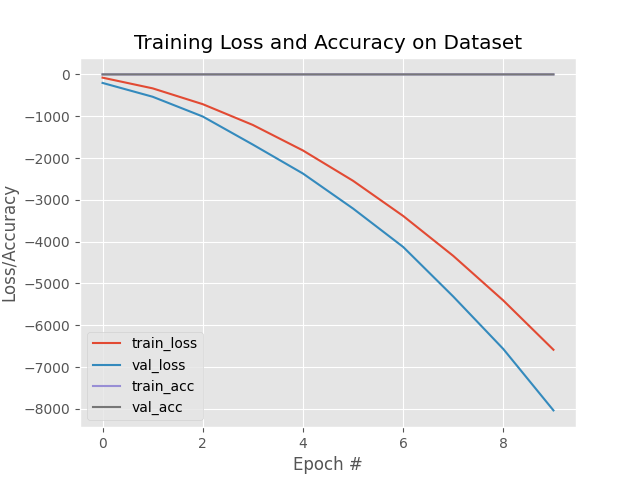 Training Loss and Accuracy on Dataset
0
−1000
−2000
−3000
−4000
−5000
−6000
−7000
−8000
Loss/Accuracy
train_loss
val_loss
train_acc
val_acc
0 2 4 6 8
Epoch #